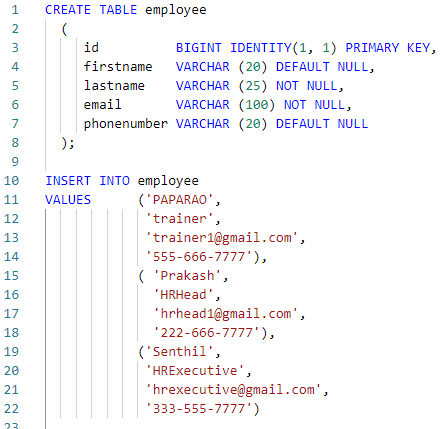 1 CREATE TABLE employee
2 (
3 id BIGINT IDENTITY(1, 1) PRIMARY KEY,
4 firstname VARCHAR (20) DEFAULT NULL,
5 lastname VARCHAR (25) NOT NULL,
6 email VARCHAR (100) NOT NULL,
7 phonenumber VARCHAR (20) DEFAULT NULL
8 );
9
10 INSERT INTO employee
11 VALUES ('PAPARAO',
12 'trainer',
13 'trainer1@gmail.com',
14 '555-666-7777'),
15 ( 'Prakash',
16 'HRHead',
17 'hrhead1@gmail.com',
18 '222-666-7777'),
19 ('Senthil',
20 'HRExecutive',
21 'hrexecutive@gmail.com',
22 '333-555-7777')
23